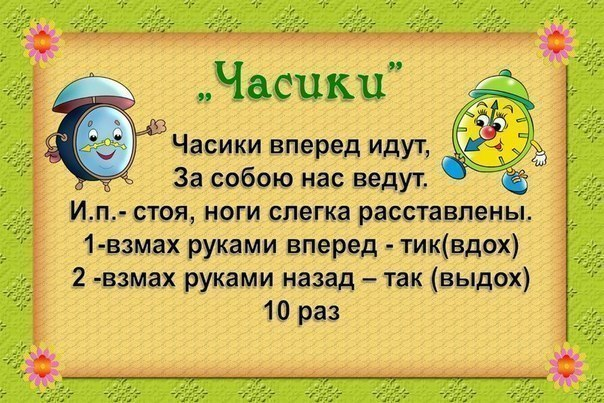 „Часики”
Часики вперед идут,
За собою нас ведут.
И.п.- стоя, ноги слегка расставлены.
1-взмах руками вперед - тик(вдох)
2 -взмах руками назад – так (выдох)
10 раз